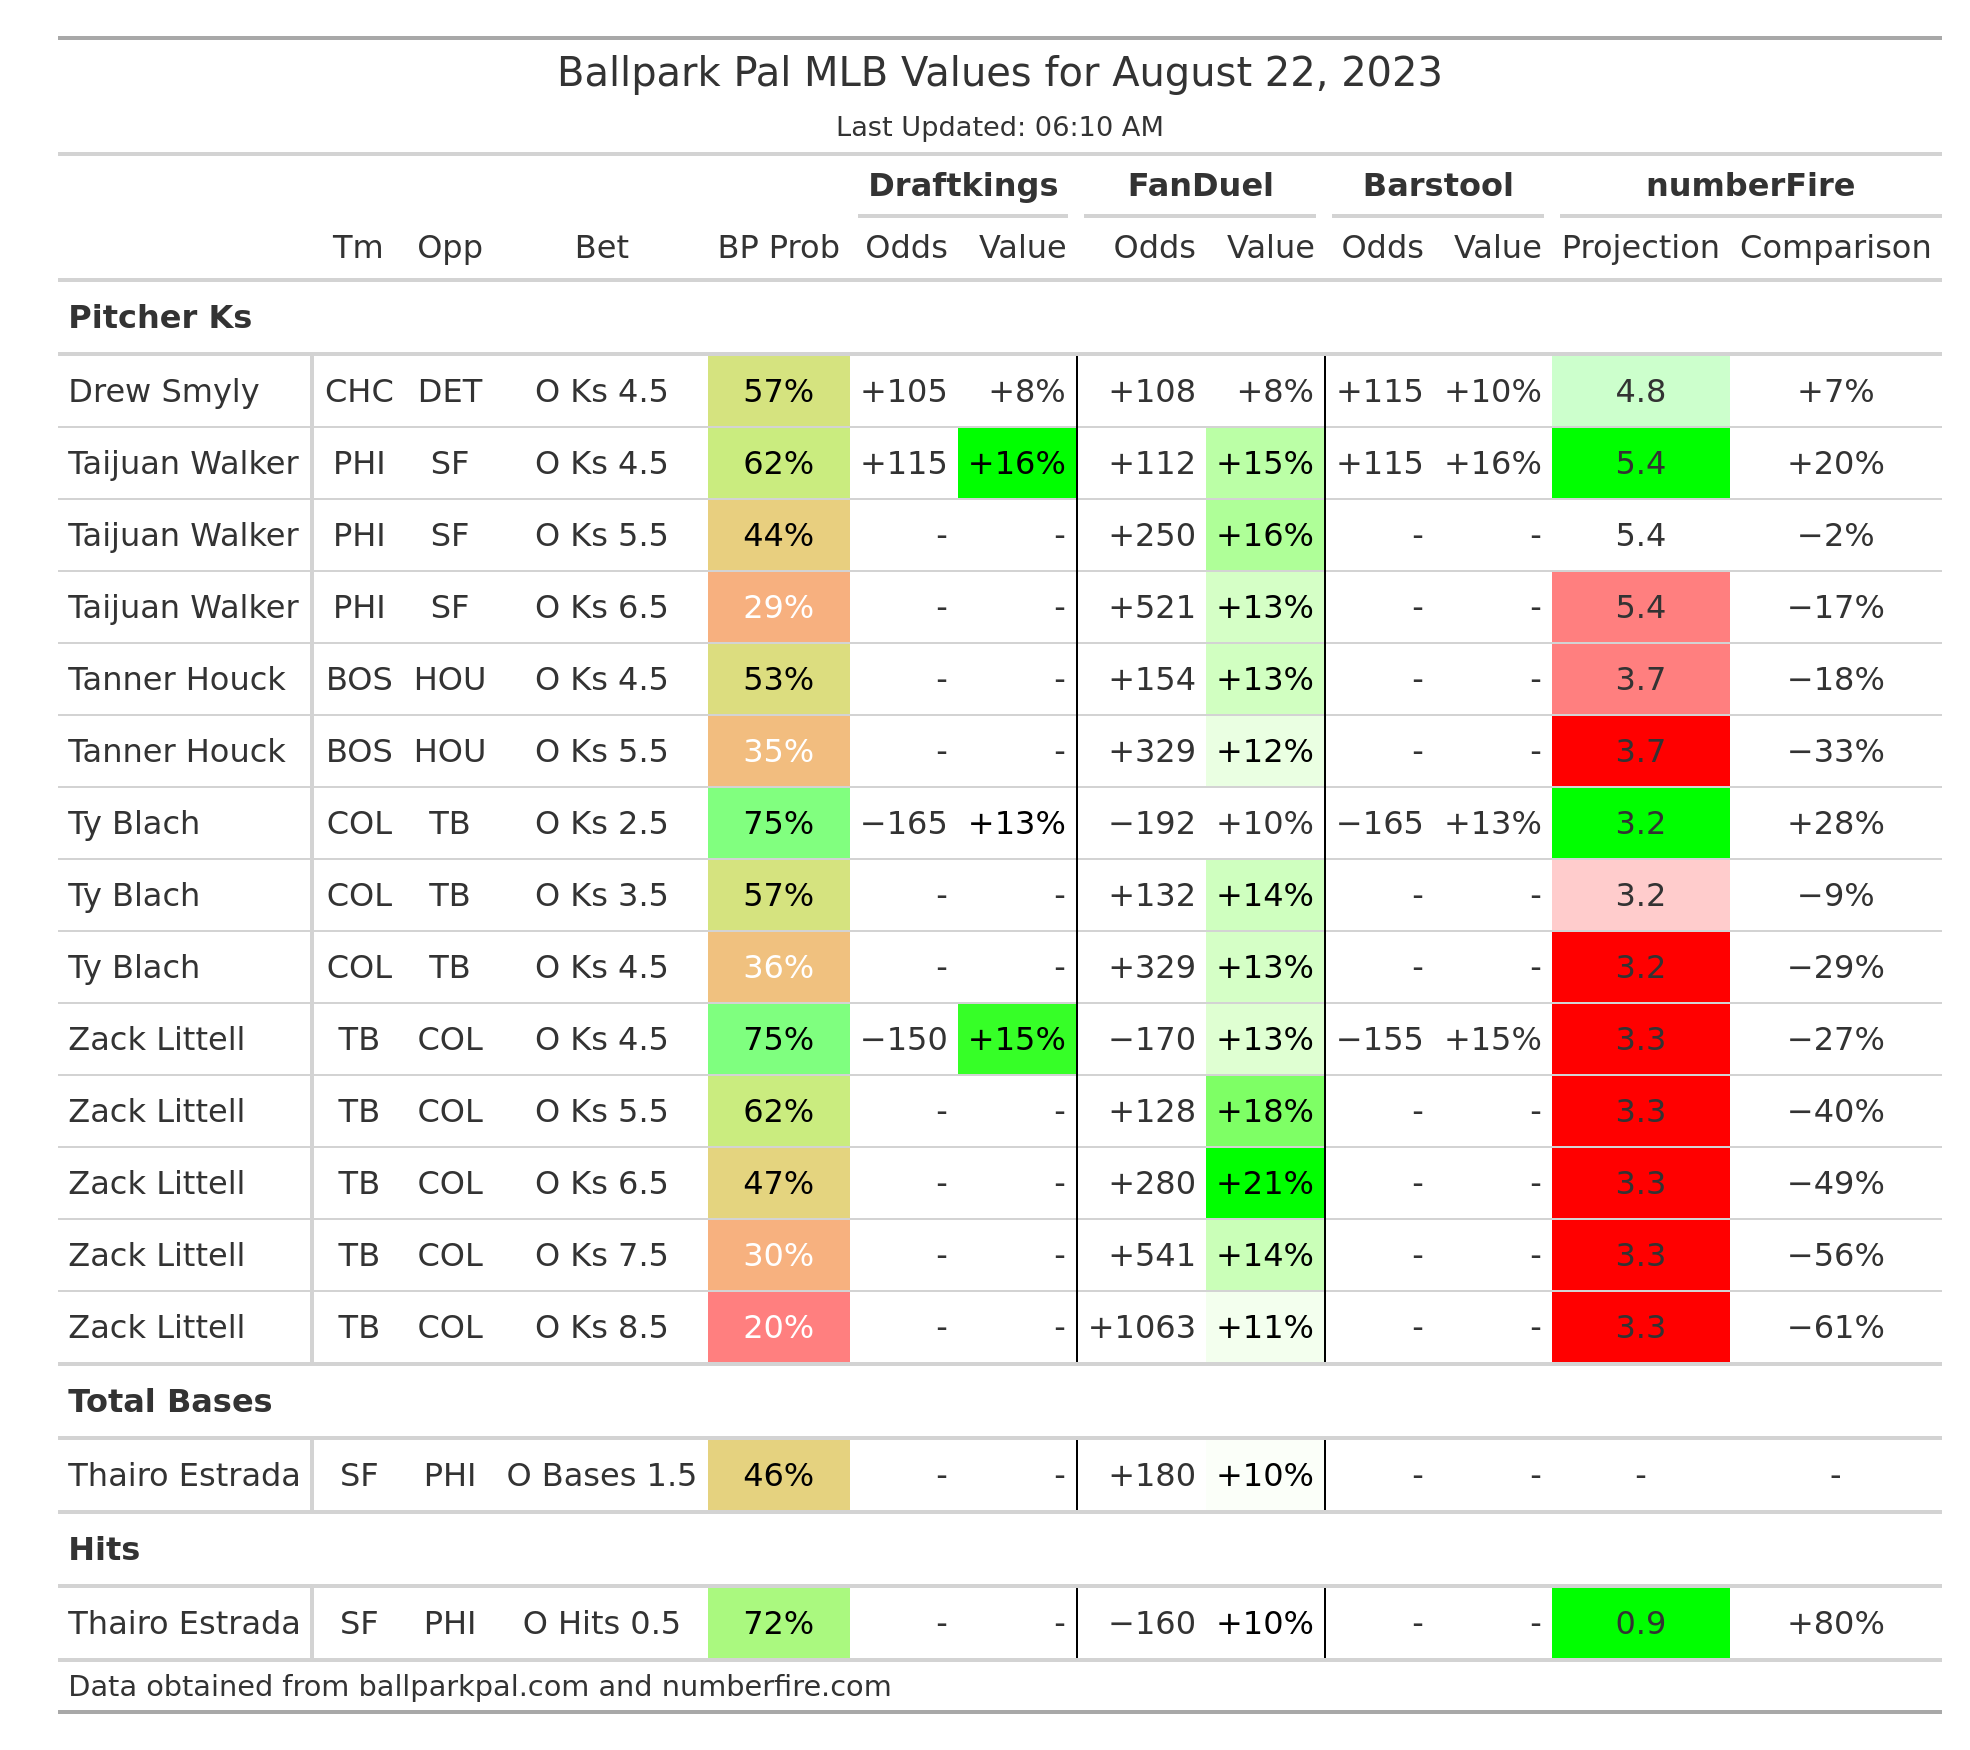 Ballpark Pal MLB Values for August 22, 2023
Last Updated: 06:10 AM
Draftkings FanDuel Barstool numberFire
Tm Opp Bet BP Prob Odds Value Odds Value Odds Value Projection Comparison
Pitcher Ks
Drew Smyly CHC DET O Ks 4.5 57% +105 +8% +108 +8% +115 +10% 4.8 +7%
Taijuan Walker PHI SF O Ks 4.5 62% +115 +16% +112 +15% +115 +16% 5.4 +20%
Taijuan Walker PHI SF O Ks 5.5 44% - - +250 +16% - - 5.4 −2%
Taijuan Walker PHI SF O Ks 6.5 29% - - +521 +13% - - 5.4 −17%
Tanner Houck BOS HOU O Ks 4.5 53% - - +154 +13% - - 3.7 −18%
Tanner Houck BOS HOU O Ks 5.5 35% - - +329 +12% - - 3.7 −33%
Ty Blach COL TB O Ks 2.5 75% −165 +13% −192 +10% −165 +13% 3.2 +28%
Ty Blach COL TB O Ks 3.5 57% - - +132 +14% - - 3.2 −9%
Ty Blach COL TB O Ks 4.5 36% - - +329 +13% - - 3.2 −29%
Zack Littell TB COL O Ks 4.5 75% −150 +15% −170 +13% −155 +15% 3.3 −27%
Zack Littell TB COL O Ks 5.5 62% - - +128 +18% - - 3.3 −40%
Zack Littell TB COL O Ks 6.5 47% - - +280 +21% - - 3.3 −49%
Zack Littell TB COL O Ks 7.5 30% - - +541 +14% - - 3.3 −56%
Zack Littell TB COL O Ks 8.5 20% - - +1063 +11% - - 3.3 −61%
Total Bases
Thairo Estrada SF PHI O Bases 1.5 46% - - +180 +10% - - - -
Hits
Thairo Estrada SF PHI O Hits 0.5 72% - - −160 +10% - - 0.9 +80%
Data obtained from ballparkpal.com and numberfire.com